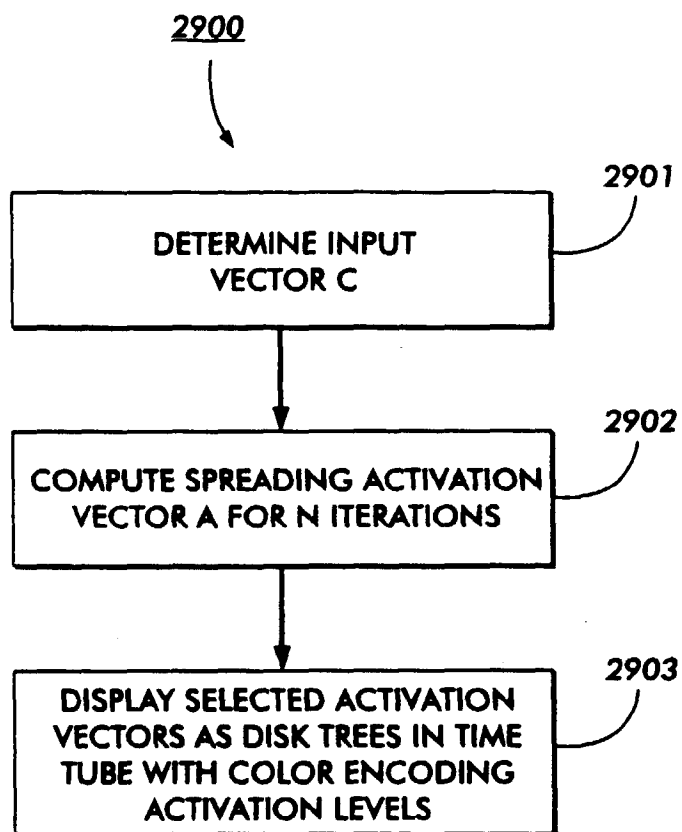 2900
2901
DETERMINE INPUT
VECTOR C
2902
COMPUTE SPREADING ACTIVATION
VECTOR A FOR N ITERATIONS
2903
DISPLAY SELECTED ACTIVATION
VECTORS AS DISK TREES IN TIME
TUBE WITH COLOR ENCODING
ACTIVATION LEVELS